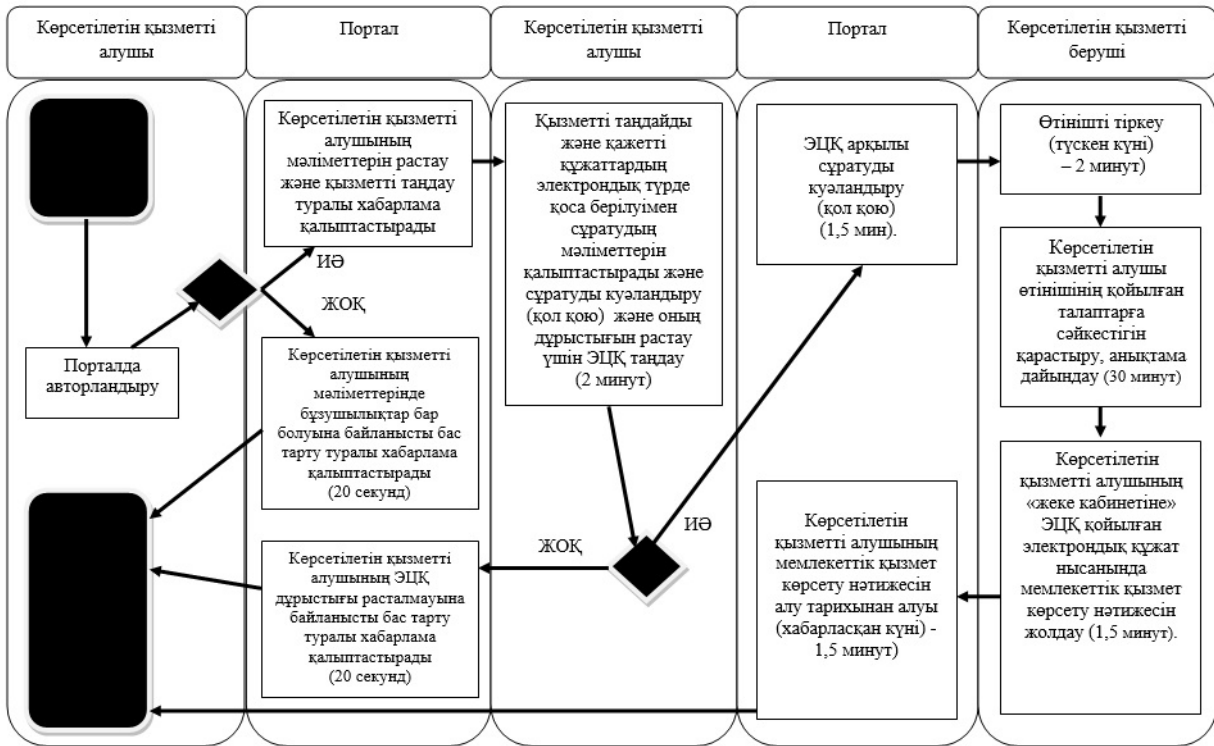 Көрсетілетін қызметті
алушы
Портал
Көрсетілетін қызметті
алушы
Портал
Көрсетілетін қызметті
беруші
Порталда
авторландыру
Көрсетілетін қызметті
алушының
мәліметтерін растау
және қызметті таңдау
туралы хабарлама
қалыптастырады
ИӘ
ЖОҚ
Көрсетілетін қызметті
алушының
мәліметтерінде
бұзушылықтар бар
болуына байланысты бас
тарту туралы хабарлама
қалыптастырады
(20 секунд)
Көрсетілетін қызметті
алушының ЭЦҚ
дұрыстығы расталмауына
байланысты бас тарту
туралы хабарлама
қалыптастырады
(20 секунд)
Қызметті таңдайды
және қажетті
құжаттардың
электрондық түрде
қоса берілуімен
сұратудың
мәліметтерін
қалыптастырады және
сұратуды куәландыру
(қол қою) және оның
дұрыстығын растау
үшін ЭЦҚ таңдау
(2 минут)
ЖОҚ
ИӘ
ЭЦҚ арқылы
сұратуды
куәландыру
(қол қою)
(1,5 мин).
Көрсетілетін
қызметті алушының
мемлекеттік қызмет
көрсету нәтижесін
алу тарихынан алуы
(хабарласқан күні) -
1,5 минут)
Өтінішті тіркеу
(түскен күні)
– 2 минут)
Көрсетілетін
қызметті алушы
өтінішінің қойылған
талаптарға
сәйкестігін
қарастыру, анықтама
дайындау (30 минут)
Көрсетілетін
қызметті алушының
«жеке кабинетіне»
ЭЦҚ қойылған
электрондық құжат
нысанында
мемлекеттік қызмет
көрсету нәтижесін
жолдау (1,5 минут).